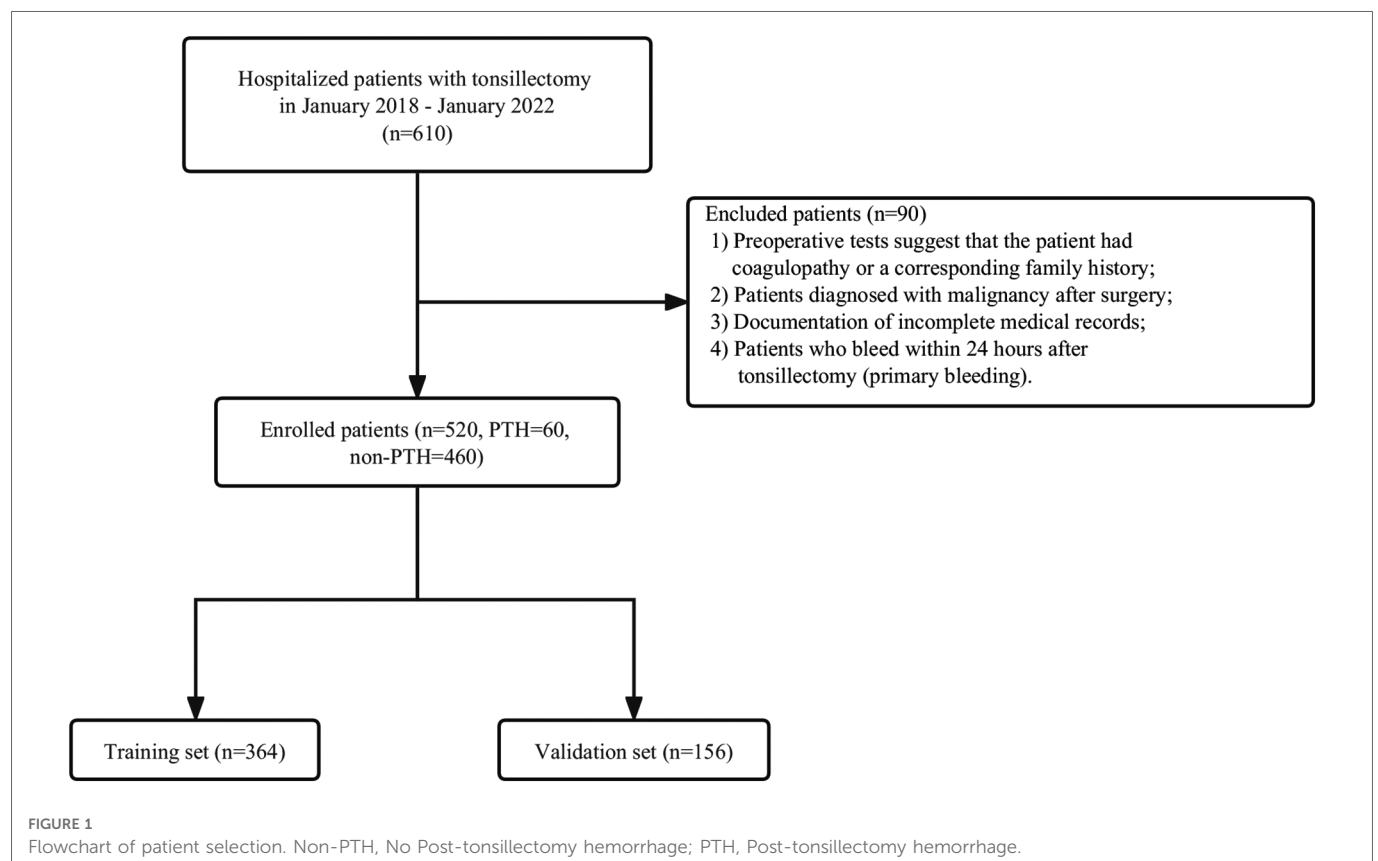 Hospitalized patients with tonsillectomy
in January 2018 - January 2022
(n=610)
Encluded patients (n=90)
1) Preoperative tests suggest that the patient had
coagulopathy or a corresponding family history;
2) Patients diagnosed with malignancy after surgery;
3) Documentation of incomplete medical records;
4) Patients who bleed within 24 hours after
tonsillectomy (primary bleeding).
Enrolled patients (n=520, PTH=60,
non-PTH=460)
Training set (n=364)
Validation set (n=156)
FIGURE 1
Flowchart of patient selection. Non-PTH, No Post-tonsillectomy hemorrhage; PTH, Post-tonsillectomy hemorrhage.